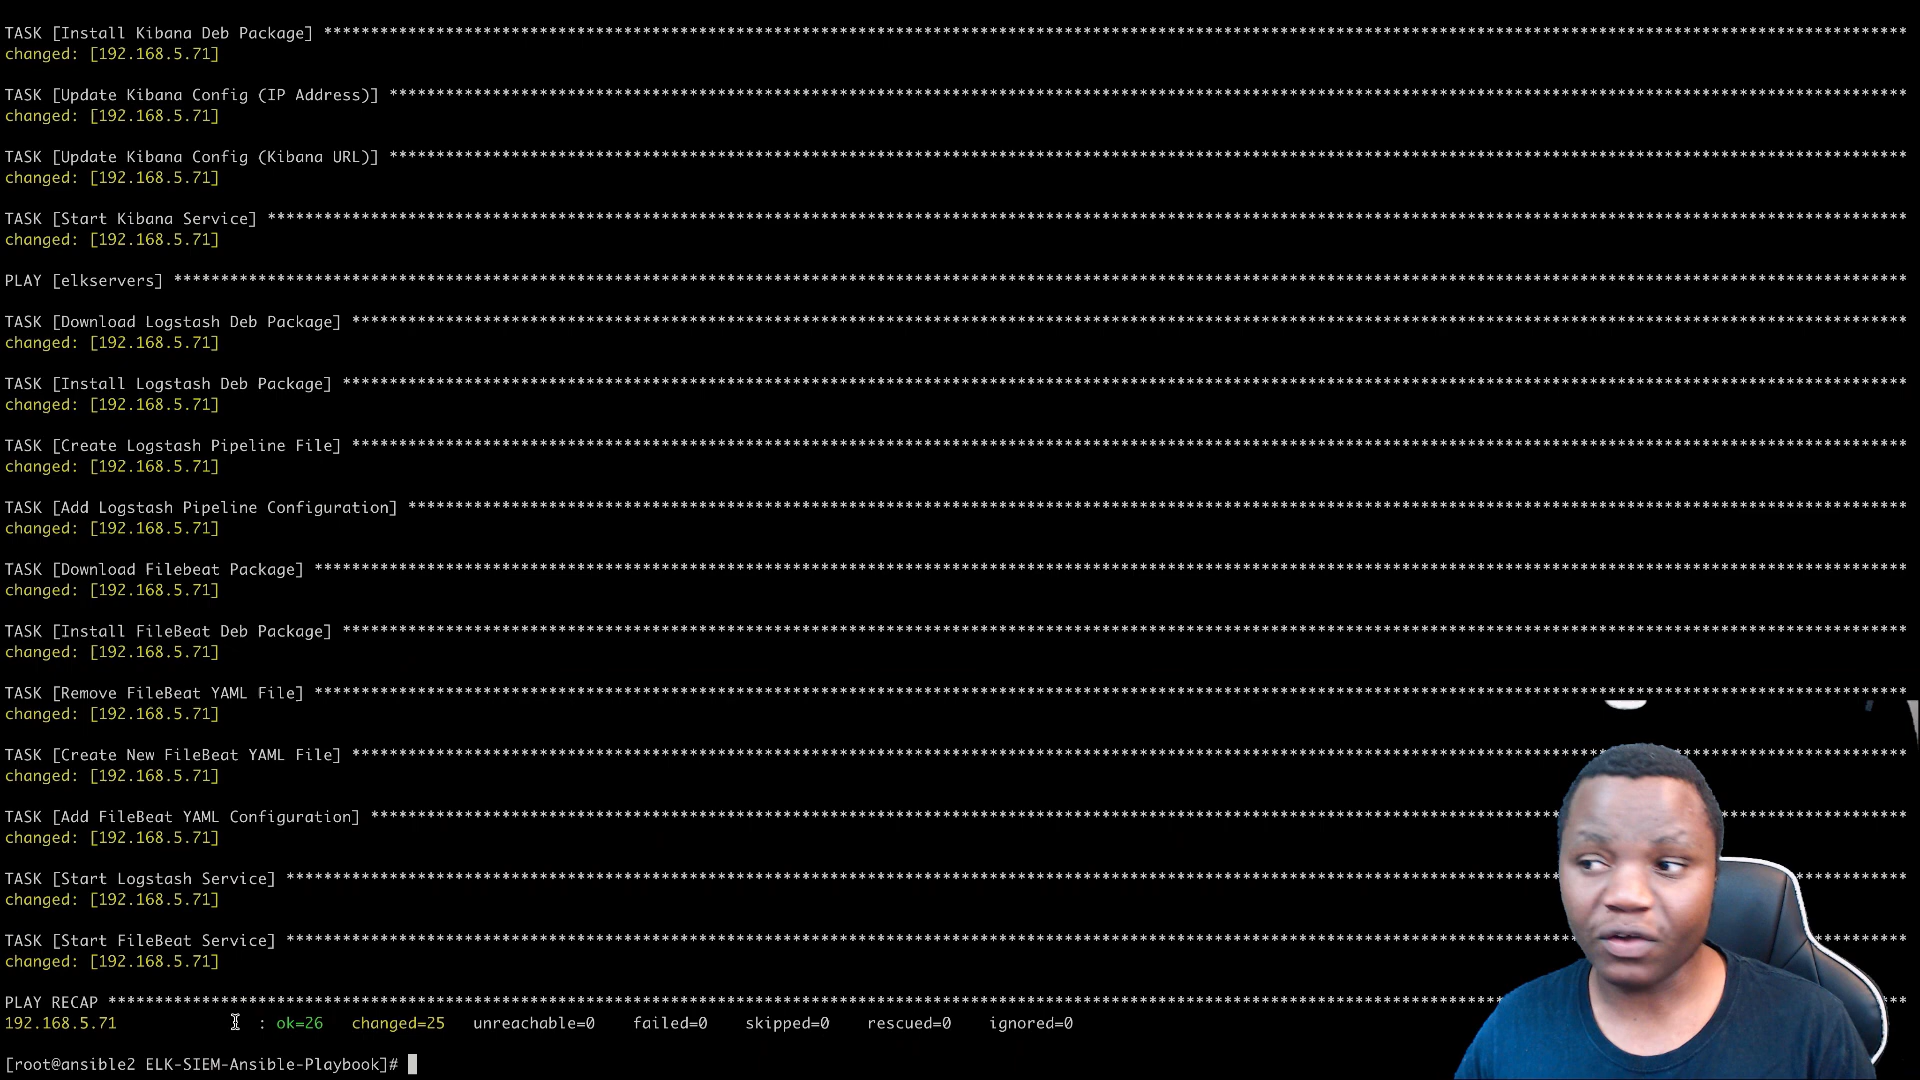 TASK [Install Kibana Deb Package] ****************************************************************
changed: [192.168.5.71]
TASK [Update Kibana Config (IP Address)] ****************************************************************
changed: [192.168.5.71]
TASK [Update Kibana Config (Kibana URL)] ****************************************************************
changed: [192.168.5.71]
TASK [Start Kibana Service] ****************************************************************
changed: [192.168.5.71]
PLAY [elkservers] ****************************************************************
TASK [Download Logstash Deb Package] ****************************************************************
changed: [192.168.5.71]
TASK [Install Logstash Deb Package] ****************************************************************
changed: [192.168.5.71]
TASK [Create Logstash Pipeline File] ****************************************************************
changed: [192.168.5.71]
TASK [Add Logstash Pipeline Configuration] ****************************************************************
changed: [192.168.5.71]
TASK [Download Filebeat Package] ****************************************************************
changed: [192.168.5.71]
TASK [Install FileBeat Deb Package] ****************************************************************
changed: [192.168.5.71]
TASK [Remove FileBeat YAML File] ****************************************************************
changed: [192.168.5.71]
TASK [Create New FileBeat YAML File] ****************************************************************
changed: [192.168.5.71]
TASK [Add FileBeat YAML Configuration] ****************************************************************
changed: [192.168.5.71]
TASK [Start Logstash Service] ****************************************************************
changed: [192.168.5.71]
TASK [Start FileBeat Service] ****************************************************************
changed: [192.168.5.71]
PLAY RECAP ****************************************************************
192.168.5.71 : ok=26 changed=25 unreachable=0 failed=0 skipped=0 rescued=0 ignored=0
[root@ansible2 ELK-SIEM-Ansible-Playbook]#